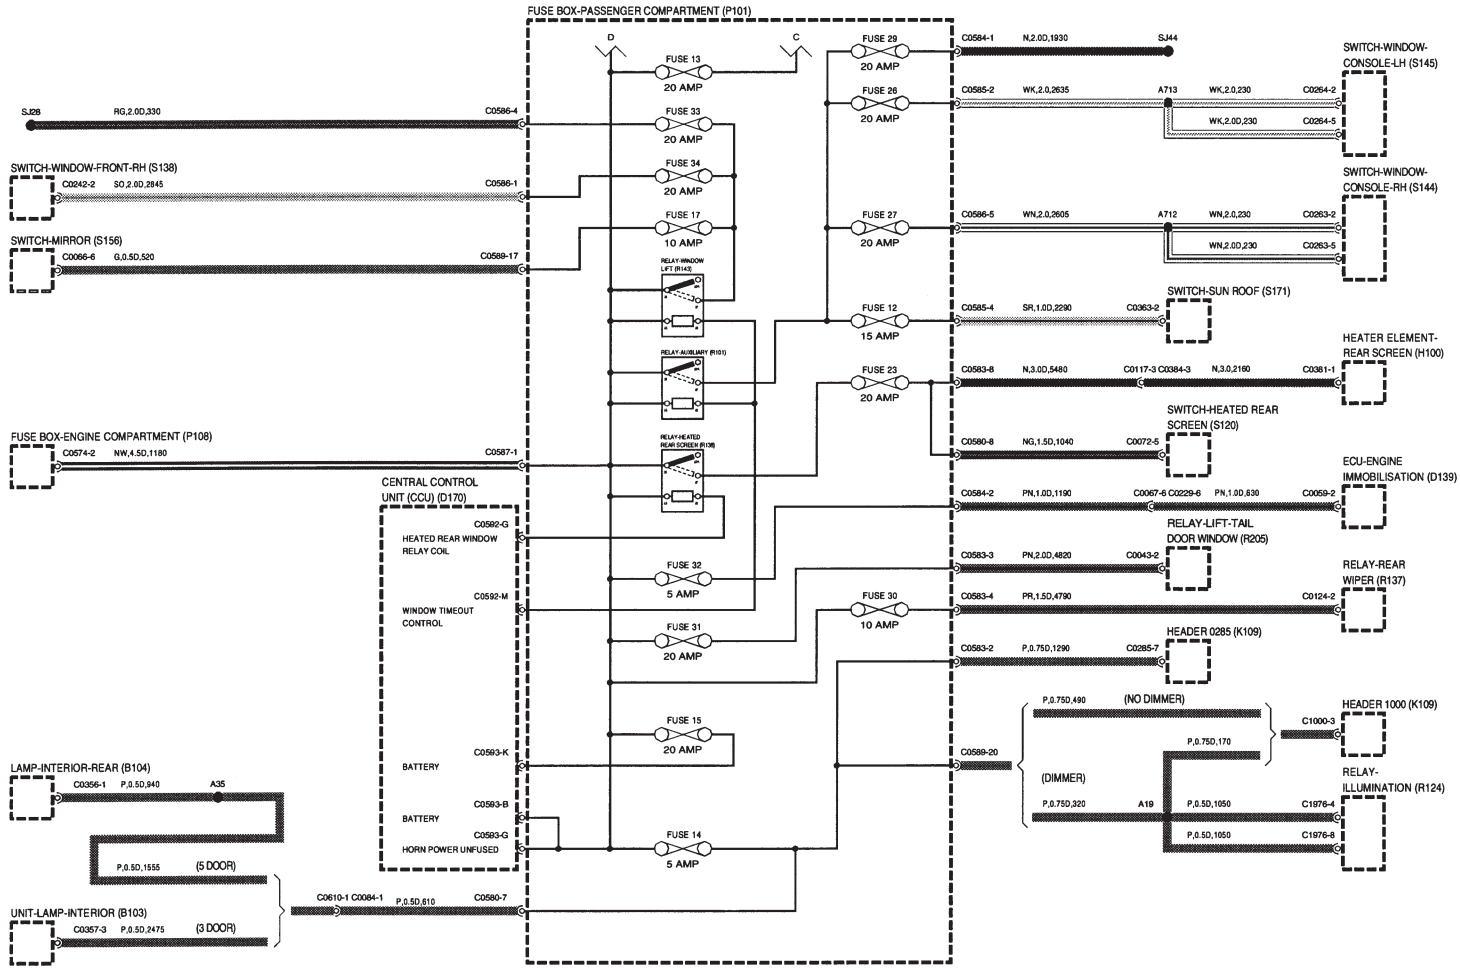 FUSE BOX-PASSENGER COMPARTMENT (P101)
D
C
FUSE 13
20 AMP
FUSE 33
20 AMP
FUSE 34
20 AMP
FUSE 17
10 AMP
RELAY-WINDOW
LIFT (R143)
RELAY-AUXILIARY (R101)
RELAY-HEATED
REAR SCREEN (R138)
FUSE 32
5 AMP
FUSE 31
20 AMP
FUSE 15
20 AMP
FUSE 14
5 AMP
FUSE 29
20 AMP
FUSE 26
20 AMP
FUSE 27
20 AMP
FUSE 12
15 AMP
FUSE 23
20 AMP
FUSE 30
10 AMP
SJ28
RG,2.0D,330
C0586-4
SWITCH-WINDOW-FRONT-RH (S138)
C0242-2
SO,2.0D,2845
C0586-1
SWITCH-MIRROR (S156)
C0066-6
G,0.5D,520
C0589-17
FUSE BOX-ENGINE COMPARTMENT (P108)
C0574-2
NW,4.5D,1180
C0587-1
CENTRAL CONTROL
UNIT (CCU) (D170)
C0592-G
HEATED REAR WINDOW
RELAY COIL
C0592-M
WINDOW TIMEOUT
CONTROL
C0593-K
BATTERY
C0593-B
BATTERY
C0593-G
HORN POWER UNFUSED
LAMP-INTERIOR-REAR (B104)
C0356-1
P,0.5D,940
A35
P,0.5D,1555
(5 DOOR)
C0610-1 C0084-1
P,0.5D,610
C0580-7
UNIT-LAMP-INTERIOR (B103)
C0357-3
P,0.5D,2475
(3 DOOR)
C0584-1
N,2.0D,1930
SJ44
SWITCH-WINDOW-
CONSOLE-LH (S145)
C0585-2
WK,2.0,2635
A713
WK,2.0,230
C0264-2
WK,2.0D,230
C0264-5
SWITCH-WINDOW-
CONSOLE-RH (S144)
C0586-5
WN,2.0,2605
A712
WN,2.0,230
C0263-2
WN,2.0D,230
C0263-5
SWITCH-SUN ROOF (S171)
C0585-4
SR,1.0D,2290
C0363-2
HEATER ELEMENT-
REAR SCREEN (H100)
C0583-8
N,3.0D,5480
C0117-3 C0384-3
N,3.0,2160
C0381-1
SWITCH-HEATED REAR
SCREEN (S120)
C0580-8
NG,1.5D,1040
C0072-5
ECU-ENGINE
IMMOBILISATION (D139)
C0584-2
PN,1.0D,1190
C0067-6 C0229-6
PN,1.0D,630
C0059-2
RELAY-LIFT-TAIL
DOOR WINDOW (R205)
C0583-3
PN,2.0D,4820
C0043-2
RELAY-REAR
WIPER (R137)
C0583-4
PR,1.5D,4790
C0124-2
HEADER 0285 (K109)
C0583-2
P,0.75D,1290
C0285-7
P,0.75D,490
(NO DIMMER)
HEADER 1000 (K109)
C1000-3
P,0.75D,170
C0589-20
(DIMMER)
RELAY-
ILLUMINATION (R124)
P,0.75D,320
A19
P,0.5D,1050
C1976-4
P,0.5D,1050
C1976-8